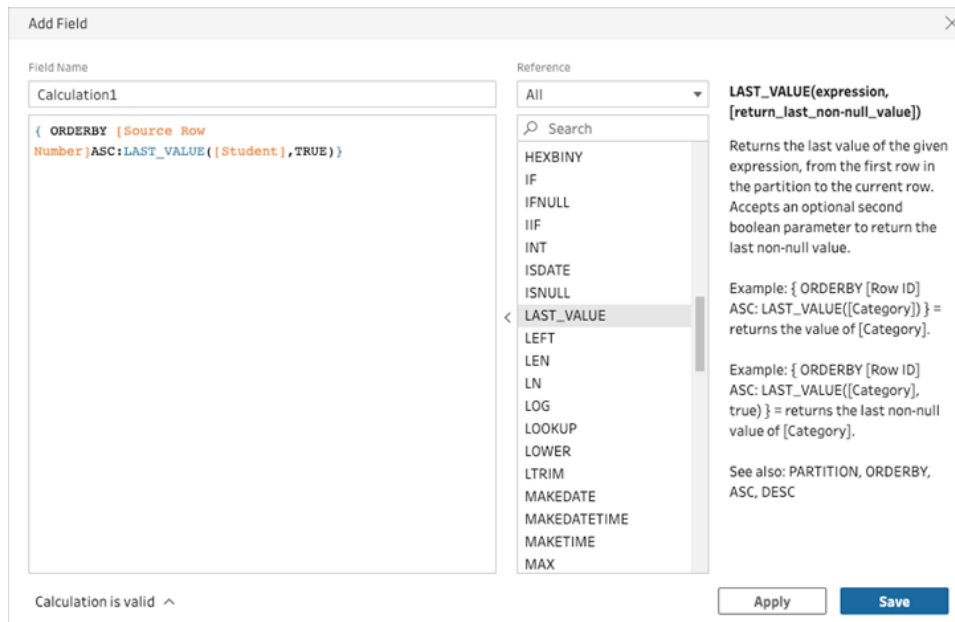 Add Field
Field Name
Calculation1
{ ORDERBY [Source Row
Number]ASC:LAST_VALUE([Student],TRUE)}
Calculation is valid
Reference
All
Search
HEXBINY
IF
IFNULL
IIF
INT
ISDATE
ISNULL
LAST_VALUE
LEFT
LEN
LN
LOG
LOOKUP
LOWER
LTRIM
MAKEDATE
MAKEDATETIME
MAKETIME
MAX
LAST_VALUE(expression,
[return_last_non-null_value])
Returns the last value of the given
expression, from the first row in
the partition to the current row.
Accepts an optional second
boolean parameter to return the
last non-null value.
Example: { ORDERBY [Row ID]
ASC: LAST_VALUE([Category]) } =
returns the value of [Category].
Example: { ORDERBY [Row ID]
ASC: LAST_VALUE([Category],
true) } = returns the last non-null
value of [Category].
See also: PARTITION, ORDERBY,
ASC, DESC
Apply
Save